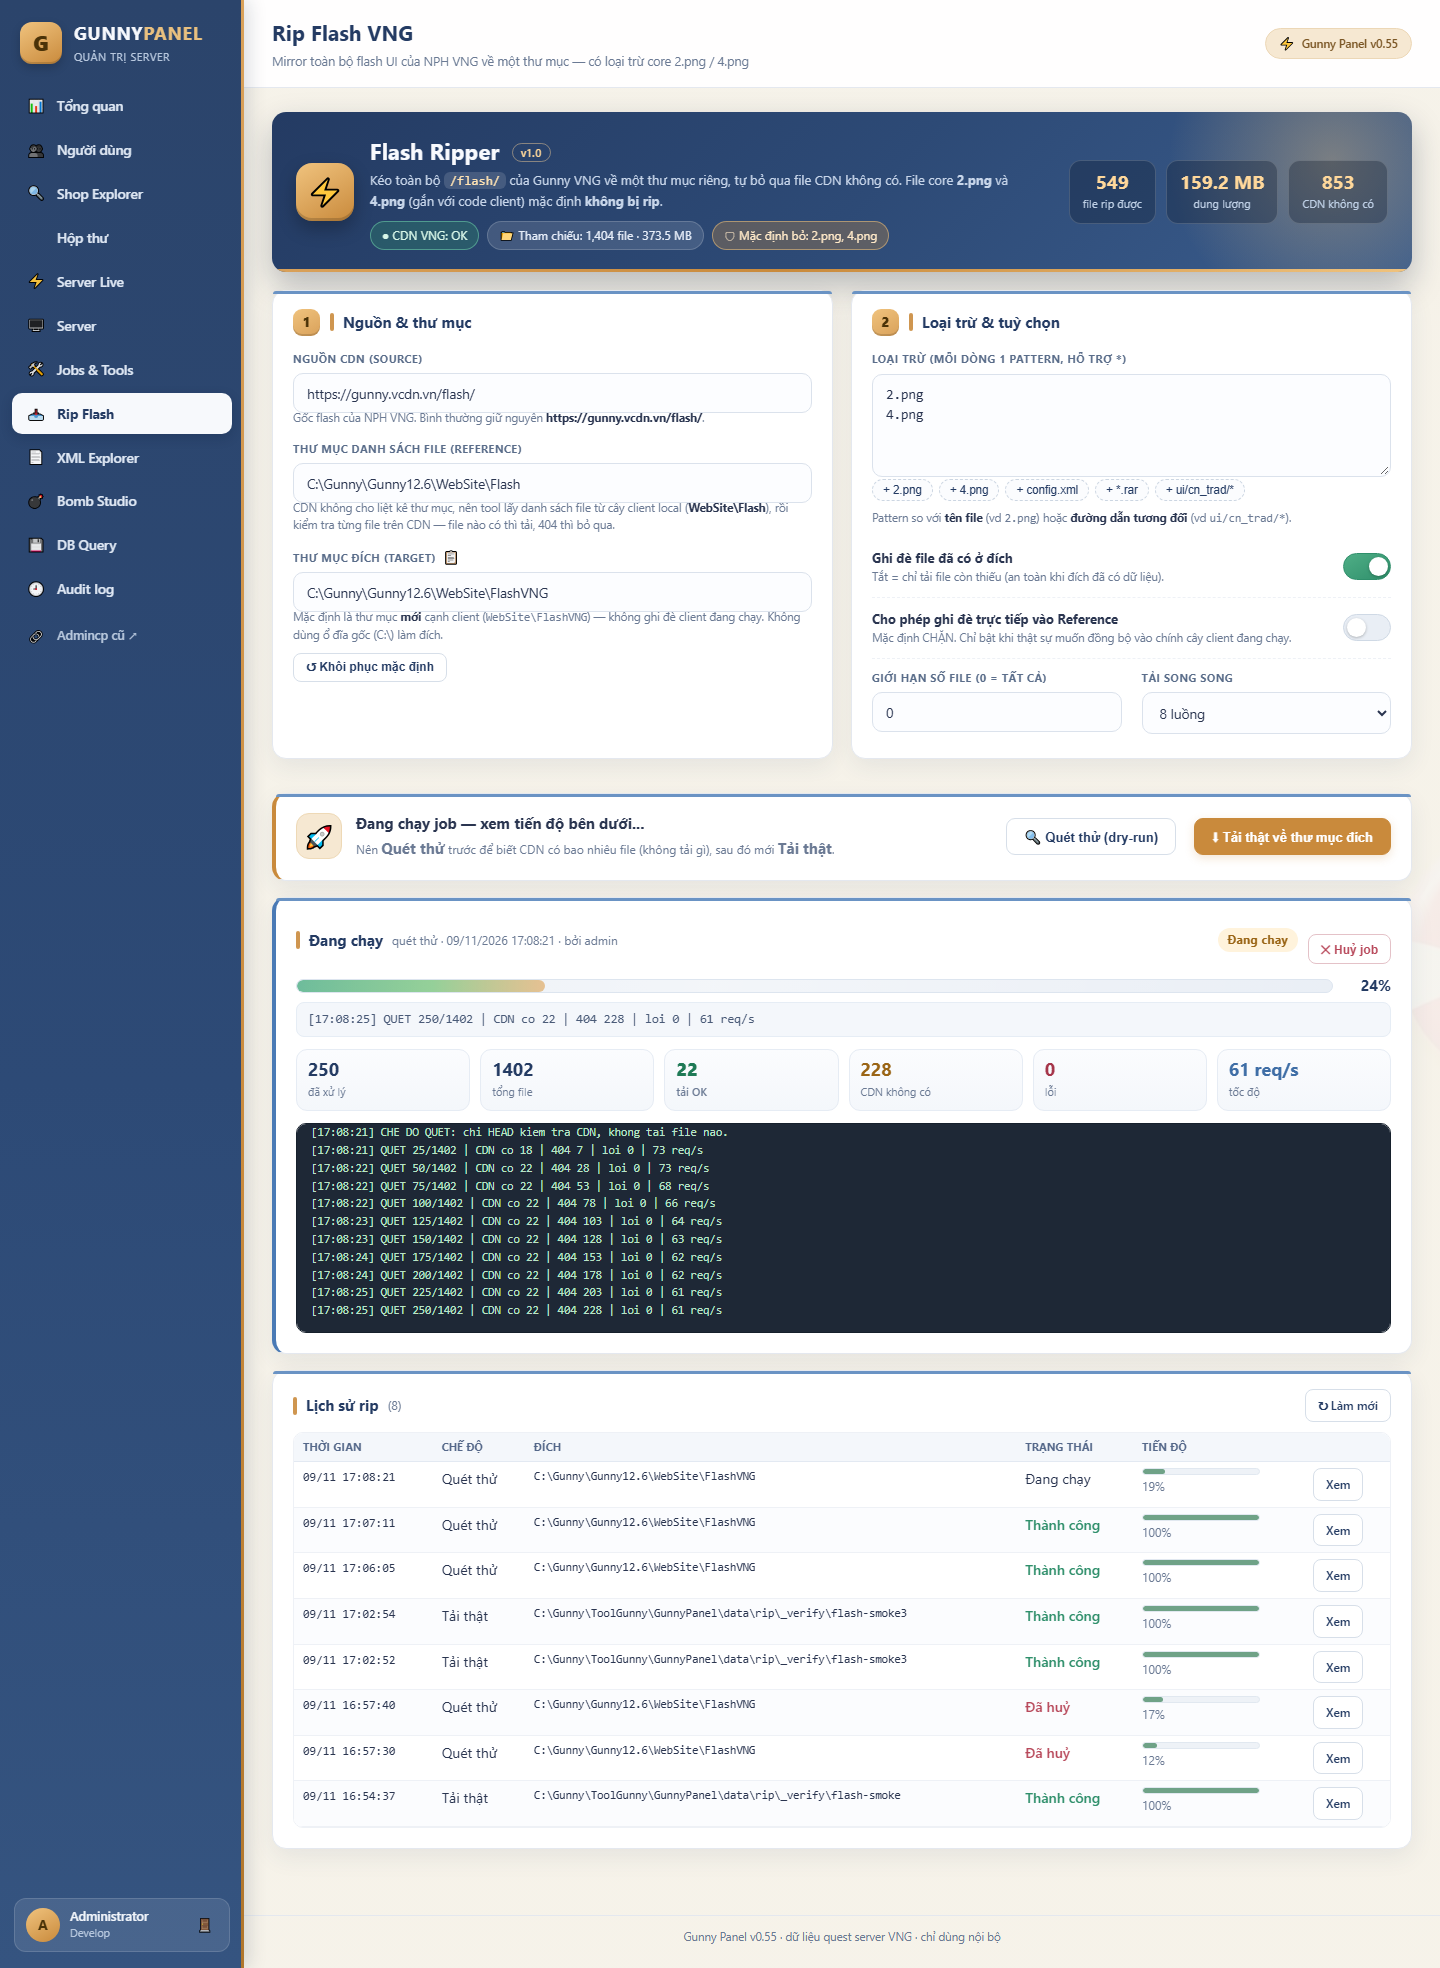 G
GUNNYPANEL
QUẢN TRỊ SERVER
Tổng quan
Người dùng
Shop Explorer
Hộp thư
Server Live
Server
Jobs & Tools
Rip Flash
XML Explorer
Bomb Studio
DB Query
Audit log
Admincp cũ ↗
A
Administrator
Develop
Rip Flash VNG
Mirror toàn bộ flash UI của NPH VNG về một thư mục — có loại trừ core 2.png / 4.png
Gunny Panel v0.55
Flash Ripper v1.0
Kéo toàn bộ /flash/ của Gunny VNG về một thư mục riêng, tự bỏ qua file CDN không có. File core 2.png và
4.png (gắn với code client) mặc định không bị rip.
● CDN VNG: OK
Tham chiếu: 1,404 file · 373.5 MB
Mặc định bỏ: 2.png, 4.png
549
file rip được
159.2 MB
dung lượng
853
CDN không có
1 Nguồn & thư mục
NGUỒN CDN (SOURCE)
https://gunny.vcdn.vn/flash/
Gốc flash của NPH VNG. Bình thường giữ nguyên https://gunny.vcdn.vn/flash/.
THƯ MỤC DANH SÁCH FILE (REFERENCE)
C:\Gunny\Gunny12.6\WebSite\Flash
CDN không cho liệt kê thư mục, nên tool lấy danh sách file từ cây client local (WebSite\Flash), rồi
kiểm tra từng file trên CDN — file nào có thì tải, 404 thì bỏ qua.
THƯ MỤC ĐÍCH (TARGET)
C:\Gunny\Gunny12.6\WebSite\FlashVNG
Mặc định là thư mục mới cạnh client (WebSite\FlashVNG) — không ghi đè client đang chạy. Không
dùng ổ đĩa gốc (C:\) làm đích.
↺ Khôi phục mặc định
2 Loại trừ & tuỳ chọn
LOẠI TRỪ (MỖI DÒNG 1 PATTERN, HỖ TRỢ *)
2.png
4.png
+ 2.png
+ 4.png
+ config.xml
+ *.rar
+ ui/cn_trad/*
Pattern so với tên file (vd 2.png) hoặc đường dẫn tương đối (vd ui/cn_trad/*).
Ghi đè file đã có ở đích
Tắt = chỉ tải file còn thiếu (an toàn khi đích đã có dữ liệu).
Cho phép ghi đè trực tiếp vào Reference
Mặc định CHẶN. Chỉ bật khi thật sự muốn đồng bộ vào chính cây client đang chạy.
GIỚI HẠN SỐ FILE (0 = TẤT CẢ)
0
TẢI SONG SONG
8 luồng
Đang chạy job — xem tiến độ bên dưới...
Nên Quét thử trước để biết CDN có bao nhiêu file (không tải gì), sau đó mới Tải thật.
Quét thử (dry-run)
⬇ Tải thật về thư mục đích
Đang chạy quét thử · 09/11/2026 17:08:21 · bởi admin
Đang chạy
✕ Huỷ job
24%
[17:08:25] QUET 250/1402 | CDN co 22 | 404 228 | loi 0 | 61 req/s
250
đã xử lý
1402
tổng file
22
tải OK
228
CDN không có
0
lỗi
61 req/s
tốc độ
[17:08:21] CHE DO QUET: chi HEAD kiem tra CDN, khong tai file nao.
[17:08:21] QUET 25/1402 | CDN co 18 | 404 7 | loi 0 | 73 req/s
[17:08:22] QUET 50/1402 | CDN co 22 | 404 28 | loi 0 | 73 req/s
[17:08:22] QUET 75/1402 | CDN co 22 | 404 53 | loi 0 | 68 req/s
[17:08:22] QUET 100/1402 | CDN co 22 | 404 78 | loi 0 | 66 req/s
[17:08:23] QUET 125/1402 | CDN co 22 | 404 103 | loi 0 | 64 req/s
[17:08:23] QUET 150/1402 | CDN co 22 | 404 128 | loi 0 | 63 req/s
[17:08:24] QUET 175/1402 | CDN co 22 | 404 153 | loi 0 | 62 req/s
[17:08:24] QUET 200/1402 | CDN co 22 | 404 178 | loi 0 | 62 req/s
[17:08:25] QUET 225/1402 | CDN co 22 | 404 203 | loi 0 | 61 req/s
[17:08:25] QUET 250/1402 | CDN co 22 | 404 228 | loi 0 | 61 req/s
Lịch sử rip (8)
↻ Làm mới
THỜI GIAN CHẾ ĐỘ ĐÍCH TRẠNG THÁI TIẾN ĐỘ
09/11 17:08:21 Quét thử C:\Gunny\Gunny12.6\WebSite\FlashVNG Đang chạy 19% Xem
09/11 17:07:11 Quét thử C:\Gunny\Gunny12.6\WebSite\FlashVNG Thành công 100% Xem
09/11 17:06:05 Quét thử C:\Gunny\Gunny12.6\WebSite\FlashVNG Thành công 100% Xem
09/11 17:02:54 Tải thật C:\Gunny\ToolGunny\GunnyPanel\data\rip\_verify\flash-smoke3 Thành công 100% Xem
09/11 17:02:52 Tải thật C:\Gunny\ToolGunny\GunnyPanel\data\rip\_verify\flash-smoke3 Thành công 100% Xem
09/11 16:57:40 Quét thử C:\Gunny\Gunny12.6\WebSite\FlashVNG Đã huỷ 17% Xem
09/11 16:57:30 Quét thử C:\Gunny\Gunny12.6\WebSite\FlashVNG Đã huỷ 12% Xem
09/11 16:54:37 Tải thật C:\Gunny\ToolGunny\GunnyPanel\data\rip\_verify\flash-smoke Thành công 100% Xem
Gunny Panel v0.55 · dữ liệu quest server VNG · chỉ dùng nội bộ